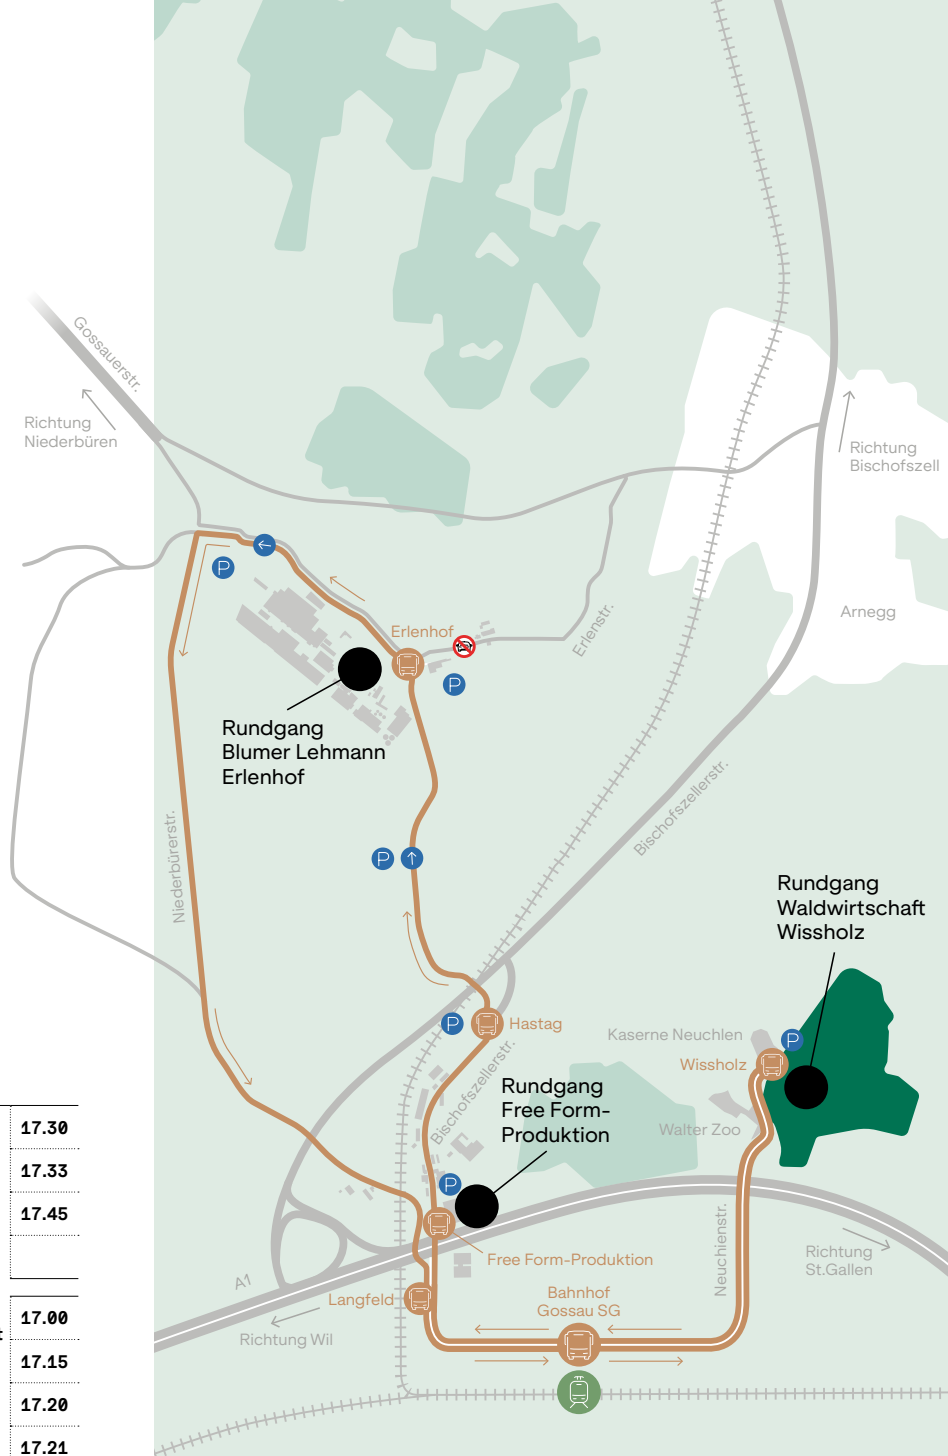 Gossauerstr.
Richtung
Niederbüren
Richtung
Bischofszell
Arnegg
Erlenstr.
Erlenhof
P
P
Rundgang
Blumer Lehmann
Erlenhof
Bischofszellerstr.
Niederbürerstr.
P
Rundgang
Waldwirtschaft
Wissholz
P
Hastag
Kaserne Neuchlen
P
Wissholz
Bischofszellerstr.
Rundgang
Free Form-
Produktion
Walter Zoo
P
Neuchlenstr.
Free Form-Produktion
Richtung
St.Gallen
A1
Langfeld
Bahnhof
Gossau SG
Richtung Wil
17.30
17.33
17.45
17.00
17.15
17.20
17.21